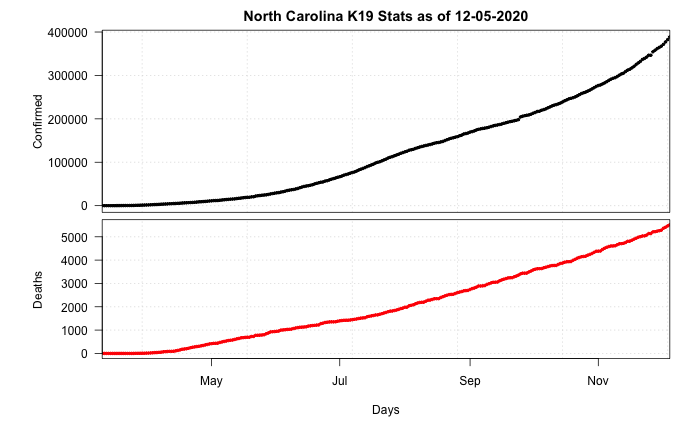 North Carolina K19 Stats as of 12-05-2020
400000
300000
200000
100000
0
Confirmed
5000
4000
3000
2000
1000
0
Deaths
May Jul Sep Nov
Days